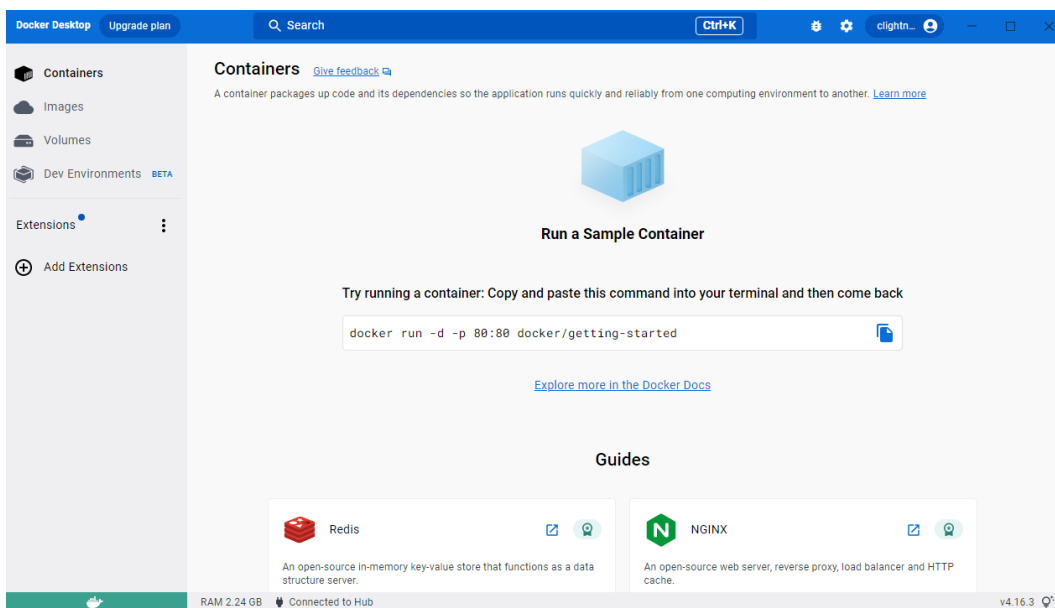 Docker Desktop Upgrade plan Search Ctrl+K clightn...
Containers
Images
Volumes
Dev Environments BETA
Extensions
Add Extensions
Containers Give feedback
A container packages up code and its dependencies so the application runs quickly and reliably from one computing environment to another. Learn more
Run a Sample Container
Try running a container: Copy and paste this command into your terminal and then come back
docker run -d -p 80:80 docker/getting-started
Explore more in the Docker Docs
Guides
Redis
An open-source in-memory key-value store that functions as a data
structure server.
N NGINX
An open-source web server, reverse proxy, load balancer and HTTP
cache.
RAM 2.24 GB Connected to Hub v4.16.3